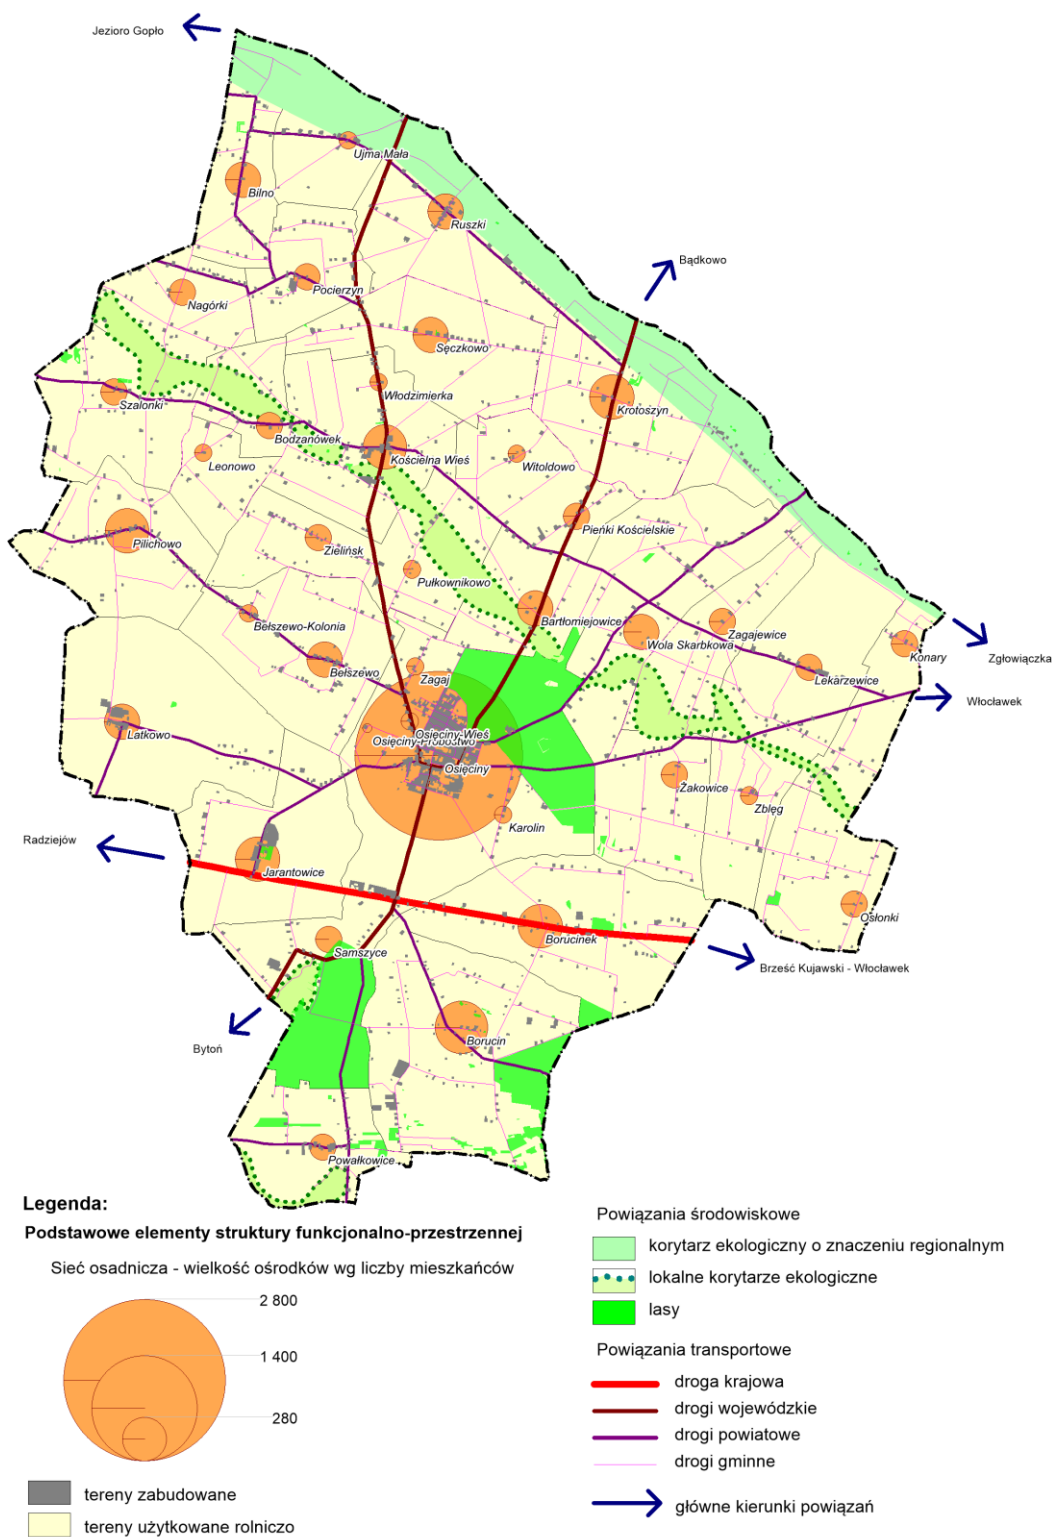 Jezioro Gopło
Ujma Mała
Bilno
Ruszki
Bądkowo
Pocierzyn
Nagórki
Sęczkowo
Włodzimierka
Szalonki
Krotoszyn
Bodzanówek
Kościelna Wieś
Leonowo
Witoldowo
Pieńki Kościelskie
Pilichowo
Zielińsk
Pułkownikowo
Bełszewo-Kolonia
Bartłomiejowice
Zagajewice
Wola Skarbkowa
Konary
Zgłowiączka
Bełszewo
Zagaj
Lekarzewice
Włocławek
Latkowo
Osięciny-Wieś
Osięciny-Probostwo
Osięciny
Żakowice
Zbłęg
Karolin
Radziejów
Jarantowice
Osłonki
Borucinek
Samszyce
Brześć Kujawski - Włocławek
Borucin
Bytoń
Powałkowice
Legenda:
Podstawowe elementy struktury funkcjonalno-przestrzennej
Sieć osadnicza - wielkość ośrodków wg liczby mieszkańców
2 800
1 400
280
tereny zabudowane
tereny użytkowane rolniczo
Powiązania środowiskowe
korytarz ekologiczny o znaczeniu regionalnym
lokalne korytarze ekologiczne
lasy
Powiązania transportowe
droga krajowa
drogi wojewódzkie
drogi powiatowe
drogi gminne
główne kierunki powiązań